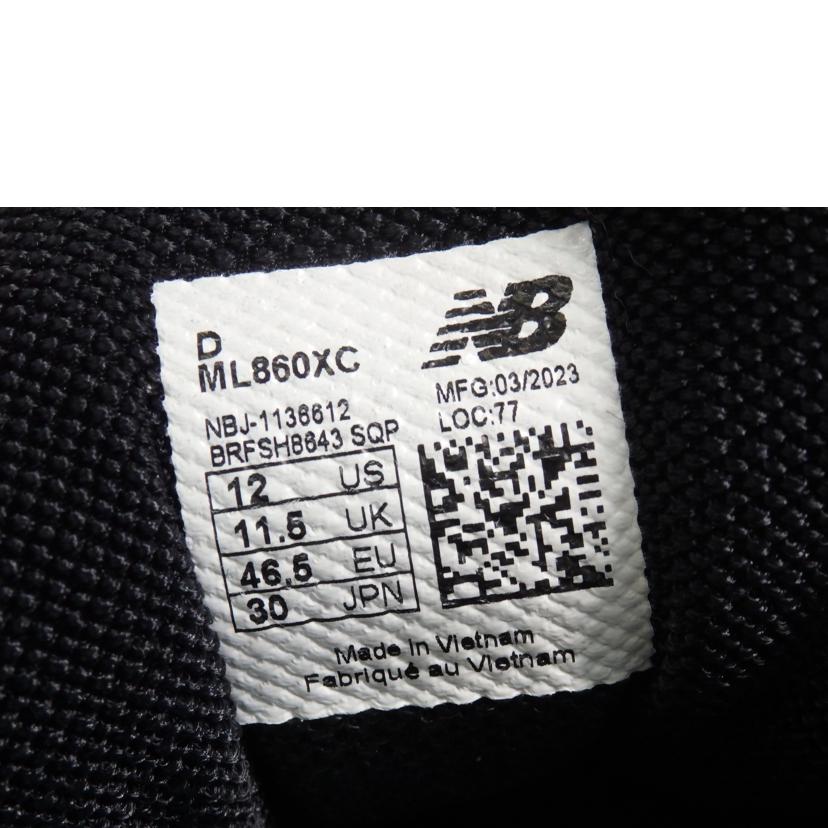 D
ML860XC
NB
MFG:03/2023
LOC:77
NBJ-1136612
BRFSH8643 SQP
12 US
11.5 UK
46.5 EU
30 JPN
Made in Vietnam
Fabriqué au Vietnam